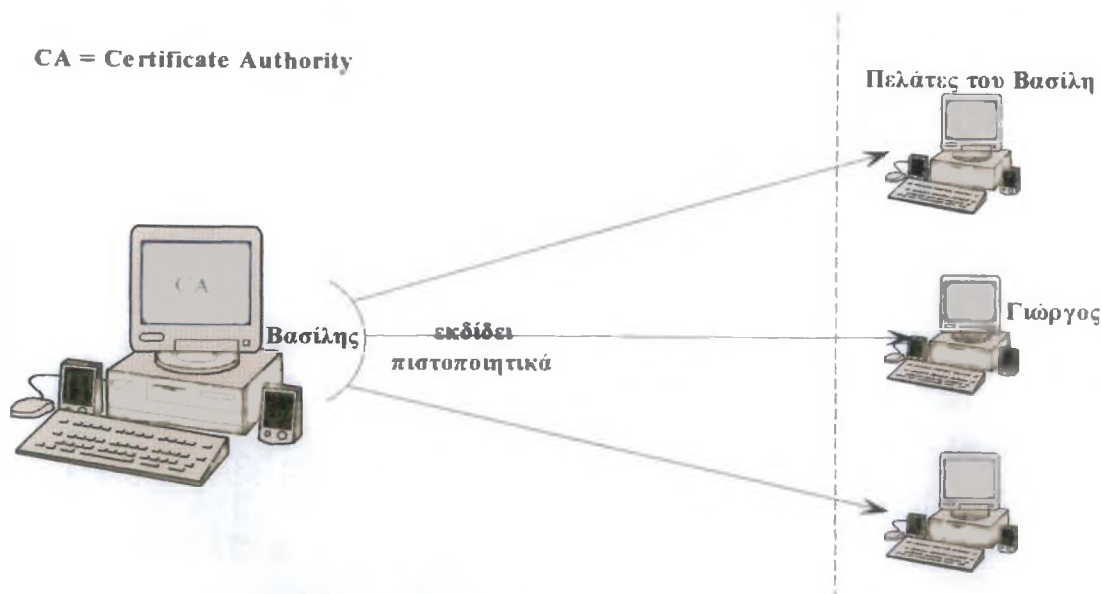 CA = Certificate Authority
Πελάτες του Βασίλη
CA
Βασίλης
εκδίδει
πιστοποιητικά
Γιώργος